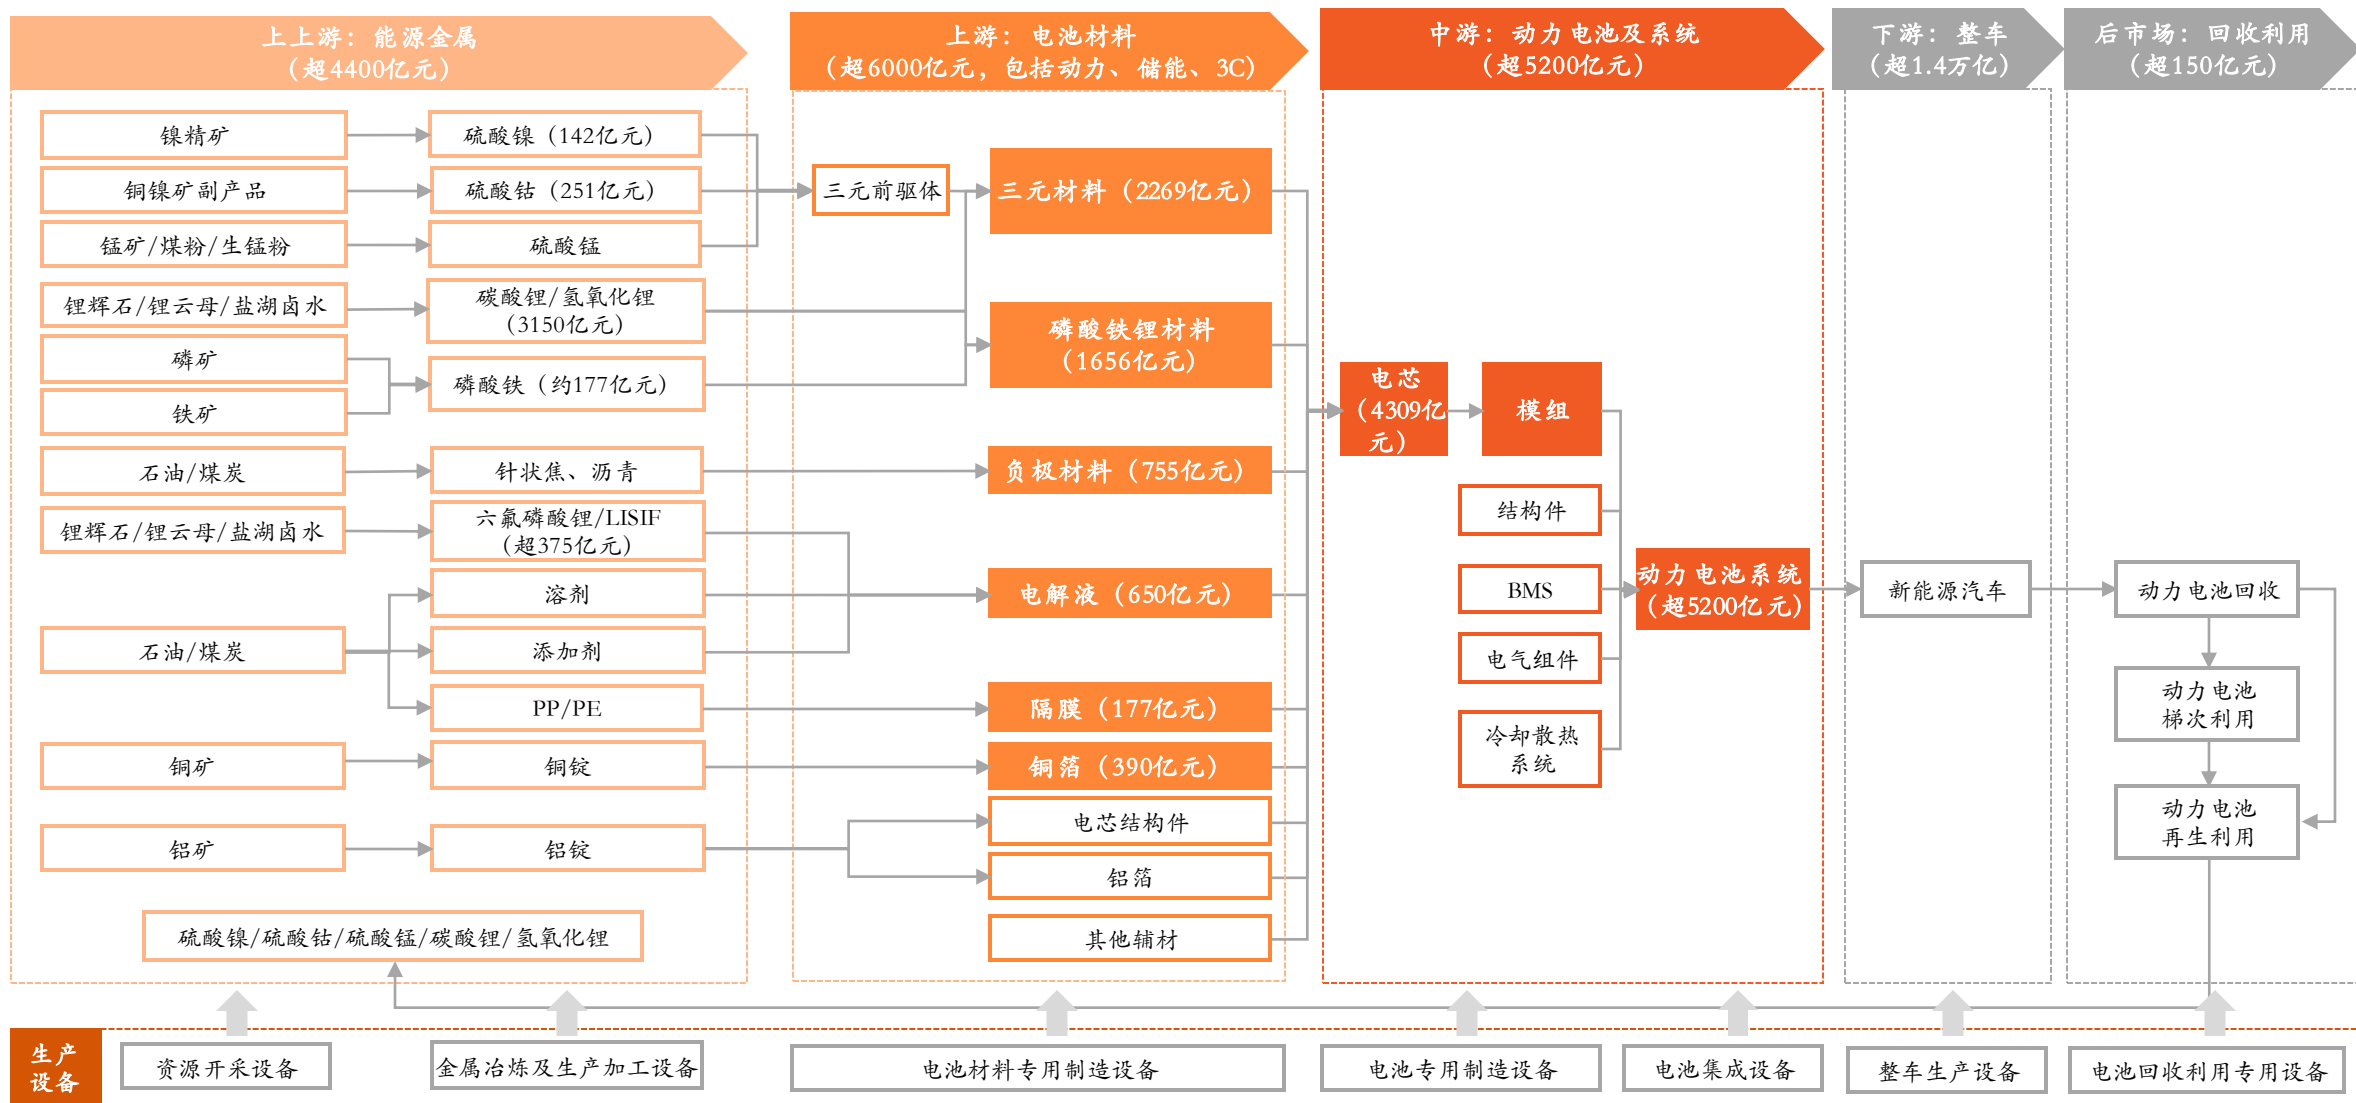 上上游：能源金属
（超4400亿元）
上游：电池材料
（超6000亿元，包括动力、储能、3C）
中游：动力电池及系统
（超5200亿元）
下游：整车
（超1.4万亿）
后市场：回收利用
（超150亿元）
镍精矿
硫酸镍（142亿元）
铜镍矿副产品
硫酸钴（251亿元）
锰矿/煤粉/生锰粉
硫酸锰
三元前驱体
三元材料（2269亿元）
锂辉石/锂云母/盐湖卤水
碳酸锂/氢氧化锂
（3150亿元）
磷矿
铁矿
磷酸铁（约177亿元）
磷酸铁锂材料
（1656亿元）
石油/煤炭
针状焦、沥青
负极材料（755亿元）
锂辉石/锂云母/盐湖卤水
六氟磷酸锂/LISIF
（超375亿元）
溶剂
电解液（650亿元）
石油/煤炭
添加剂
PP/PE
隔膜（177亿元）
铜矿
铜锭
铜箔（390亿元）
电芯结构件
铝矿
铝锭
铝箔
其他辅材
硫酸镍/硫酸钴/硫酸锰/碳酸锂/氢氧化锂
电芯
（4309亿
元）
模组
结构件
BMS
电气组件
冷却散热
系统
动力电池系统
（超5200亿元）
新能源汽车
动力电池回收
动力电池
梯次利用
动力电池
再生利用
生产
设备
资源开采设备
金属冶炼及生产加工设备
电池材料专用制造设备
电池专用制造设备
电池集成设备
整车生产设备
电池回收利用专用设备